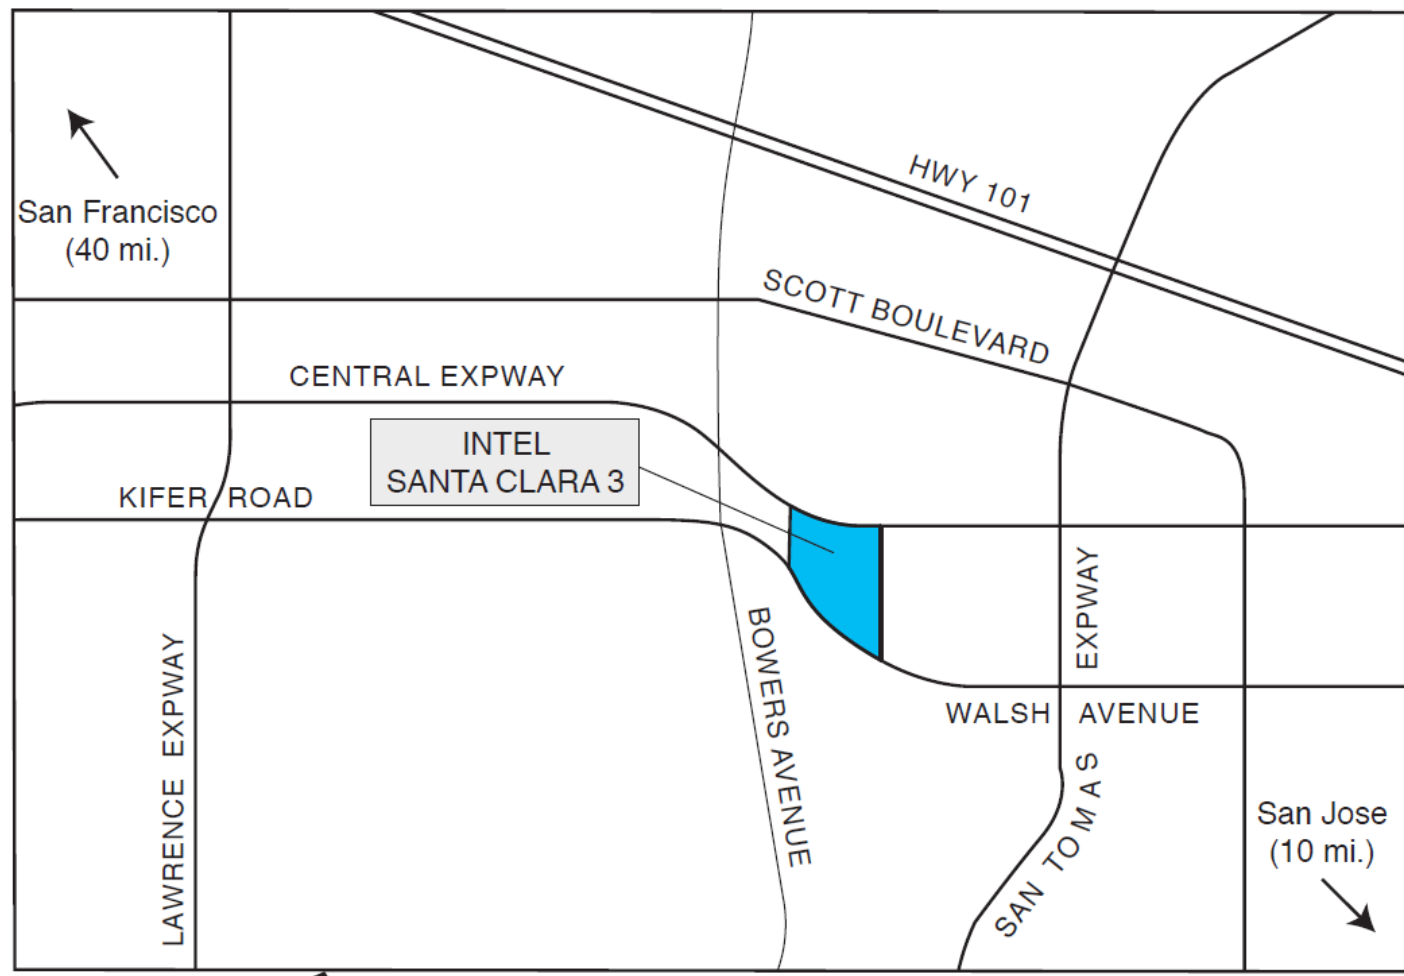 HWY 101
San Francisco
(40 mi.)
SCOTT BOULEVARD
CENTRAL EXPWAY
INTEL
SANTA CLARA 3
KIFER ROAD
EXPWAY
BOWERS AVENUE
LAWRENCE EXPWAY
WALSH AVENUE
SAN TOMAS
San Jose
(10 mi.)